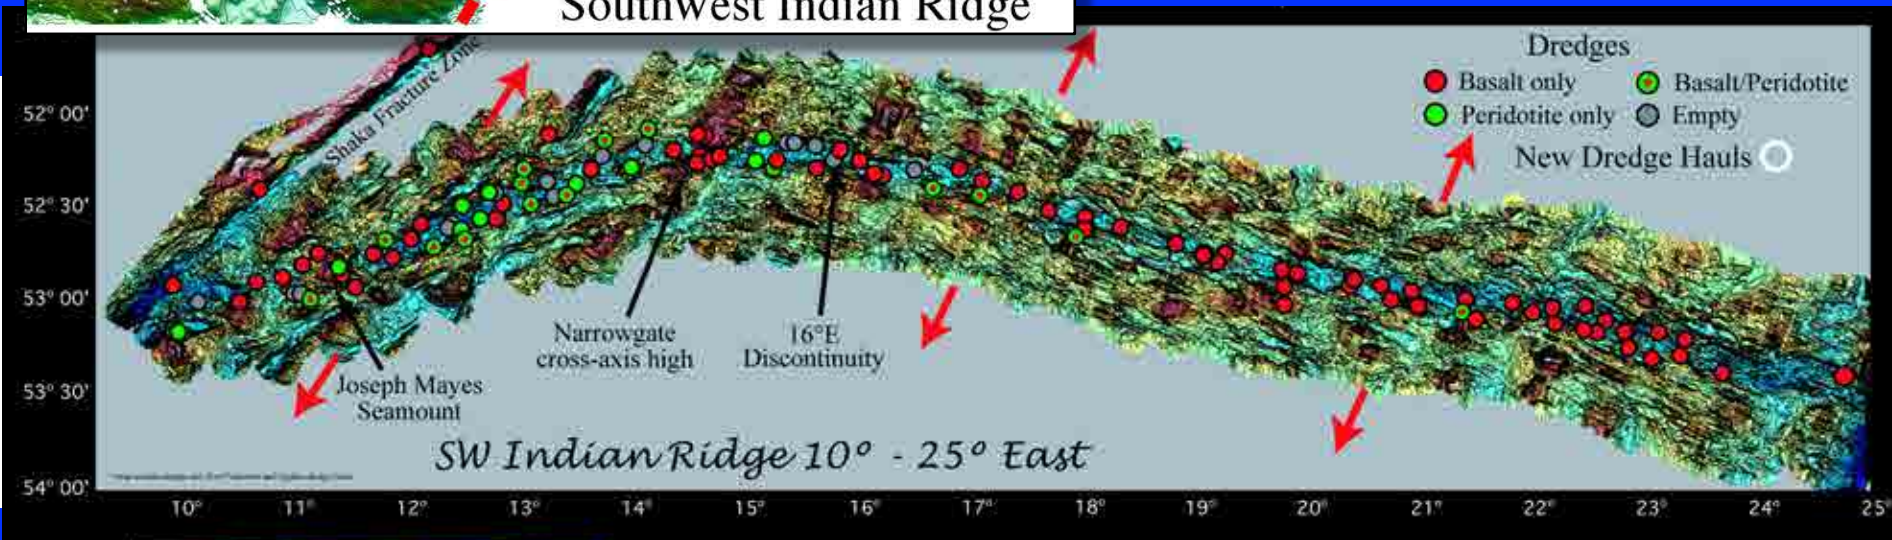 Southwest Indian Ridge
Shaka Fracture Zone
Dredges
Basalt only
Basalt/Peridotite
Peridotite only
Empty
New Dredge Hauls
52° 00'
52° 30'
53° 00'
53° 30'
54° 00'
Narrowgate
cross-axis high
16°E
Discontinuity
Joseph Mayes
Seamount
SW Indian Ridge 10° - 25° East
10° 11° 12° 13° 14° 15° 16° 17° 18° 19° 20° 21° 22° 23° 24° 25°